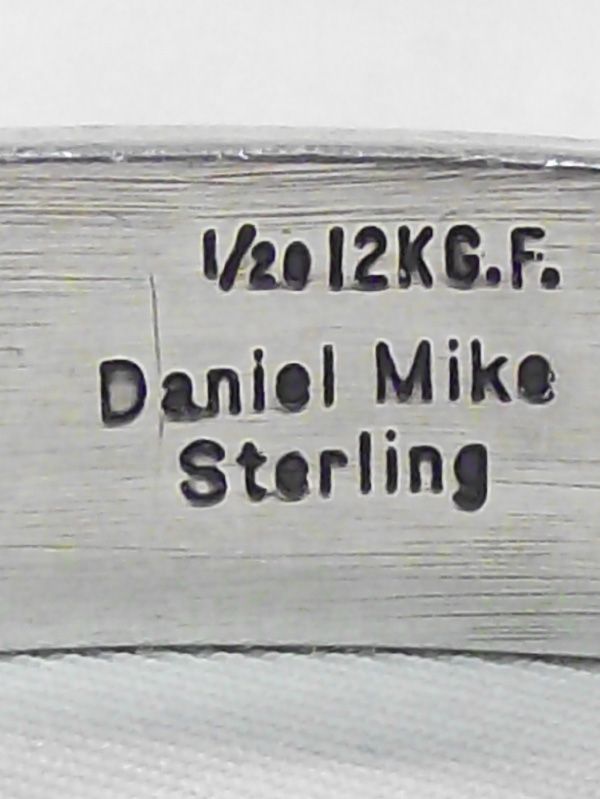 1/20 12K G.F.
Daniel Mike
Sterling